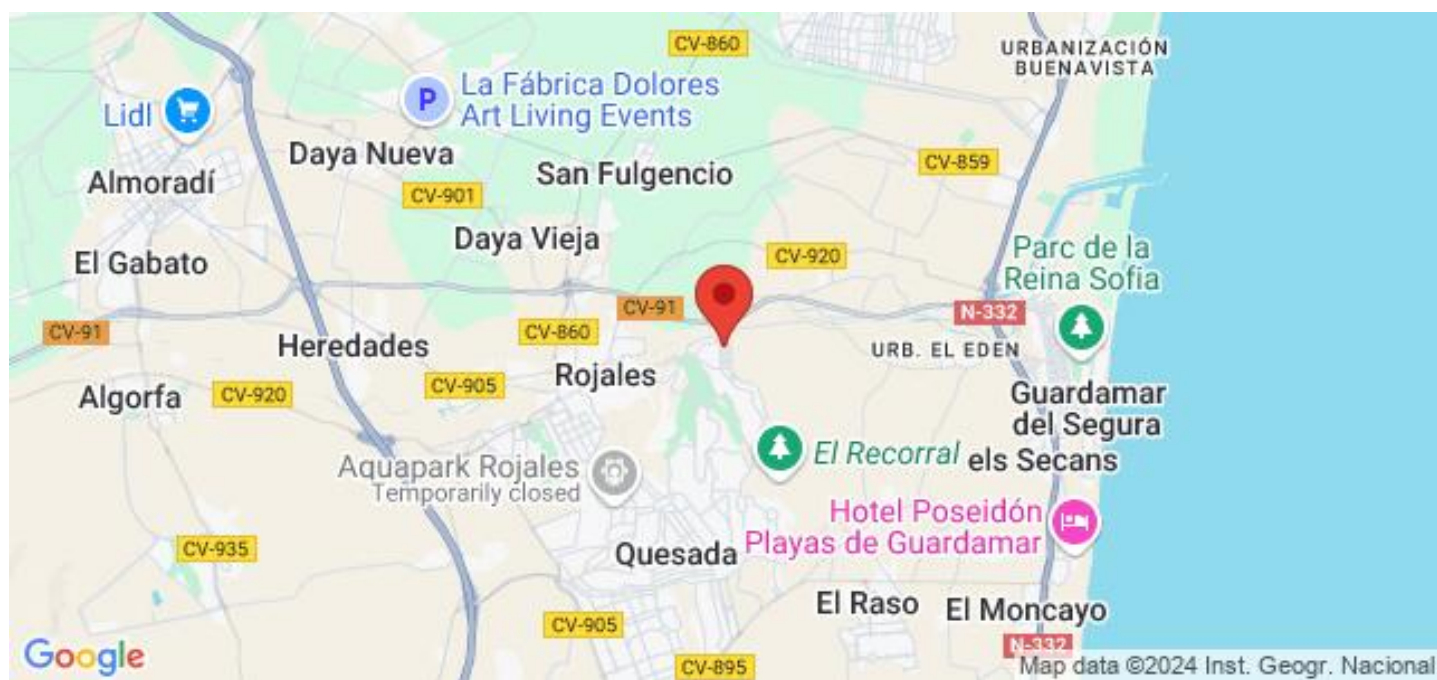 CV-860
URBANIZACIÓN
BUENAVISTA
La Fábrica Dolores
Art Living Events
P
Lidl
Daya Nueva
San Fulgencio
CV-859
Almoradí
CV-901
Daya Vieja
El Gabato
CV-920
Parc de la
Reina Sofia
CV-91
N-332
CV-91
CV-860
Heredades
URB. EL EDEN
Rojales
CV-905
Algorfa
CV-920
Guardamar
del Segura
El Recorral
els Secans
Aquapark Rojales
Temporarily closed
Hotel Poseidón
Playas de Guardamar
CV-935
Quesada
El Raso
El Moncayo
CV-905
N-332
Google
CV-895
Map data ©2024 Inst. Geogr. Nacional